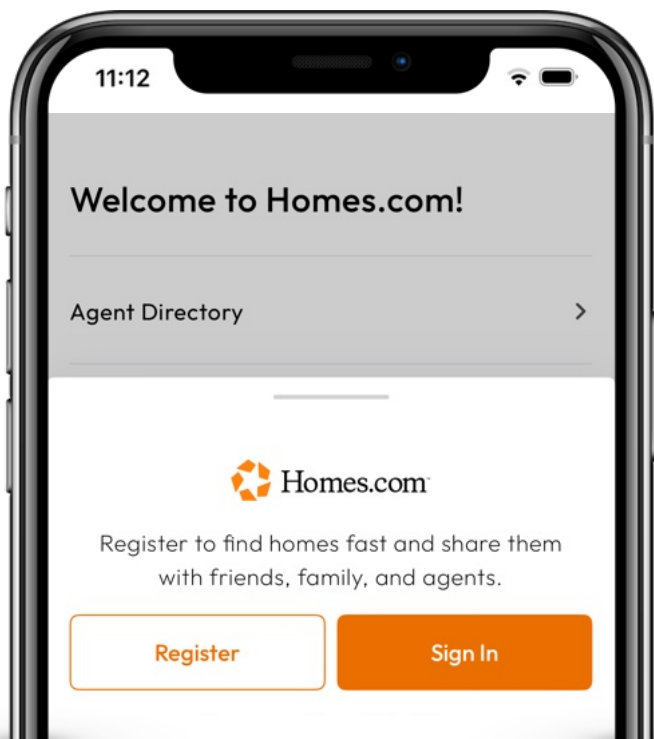 11:12
Welcome to Homes.com!
Agent Directory
Homes.com
Register to find homes fast and share them
with friends, family, and agents.
Register
Sign In